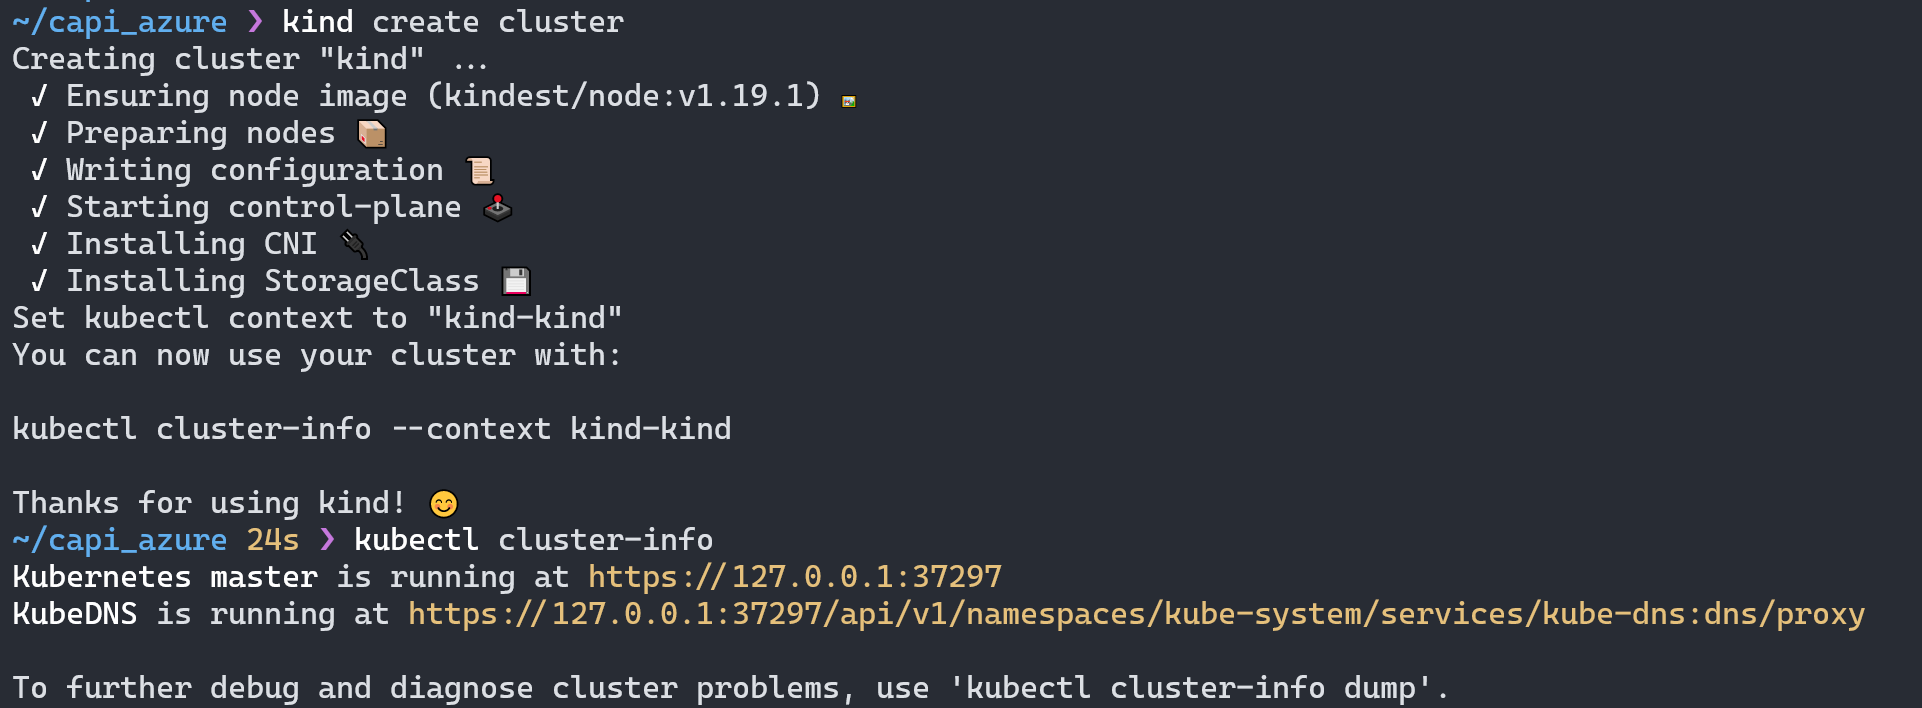 ~/capi_azure ❯ kind create cluster
Creating cluster "kind" ...
✓ Ensuring node image (kindest/node:v1.19.1) 🖼
✓ Preparing nodes 📦
✓ Writing configuration 📜
✓ Starting control-plane 🕹
✓ Installing CNI 🔌
✓ Installing StorageClass 💾
Set kubectl context to "kind-kind"
You can now use your cluster with:
kubectl cluster-info --context kind-kind
Thanks for using kind! 😊
~/capi_azure 24s ❯ kubectl cluster-info
Kubernetes master is running at https://127.0.0.1:37297
KubeDNS is running at https://127.0.0.1:37297/api/v1/namespaces/kube-system/services/kube-dns:dns/proxy
To further debug and diagnose cluster problems, use 'kubectl cluster-info dump'.